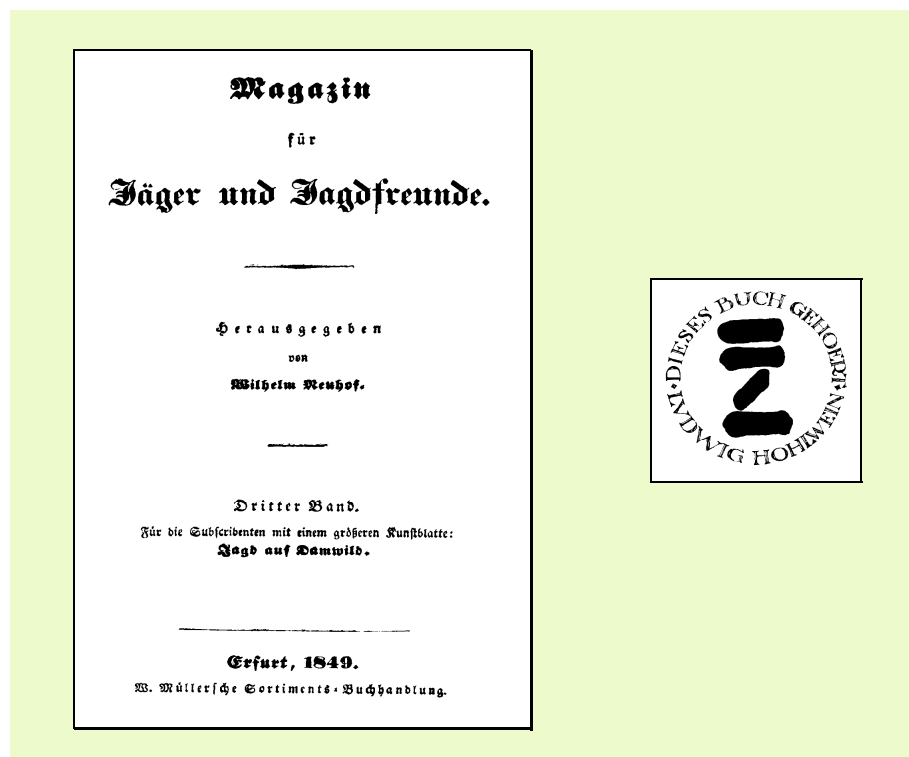 Magazin
für
Jäger und Jagdfreunde.
Herausgegeben
von
Wilhelm Neuhof.
Dritter Band.
Für die Subscribenten mit einem größeren Kunstblatte:
Jagd auf Damwild.
Erfurt, 1849.
W. Müllersche Sortiments-Buchhandlung.
·DIESES BUCH GEHOERT·
LVDWIG HOHLWEIN